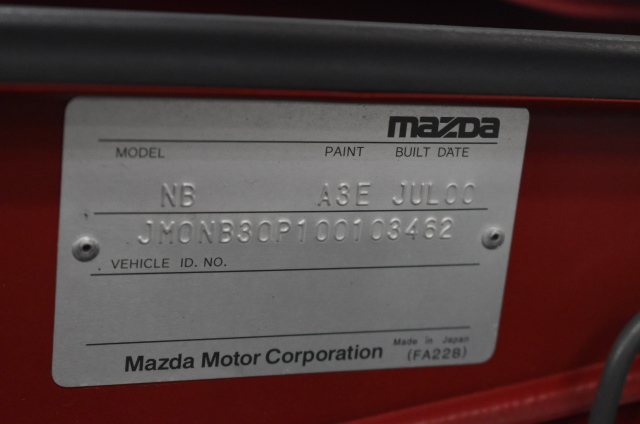 mazda
MODEL PAINT BUILT DATE
NB A3E JUL00
JM0NB30P100103462
VEHICLE ID. NO.
Made in Japan
Mazda Motor Corporation (FA22B)